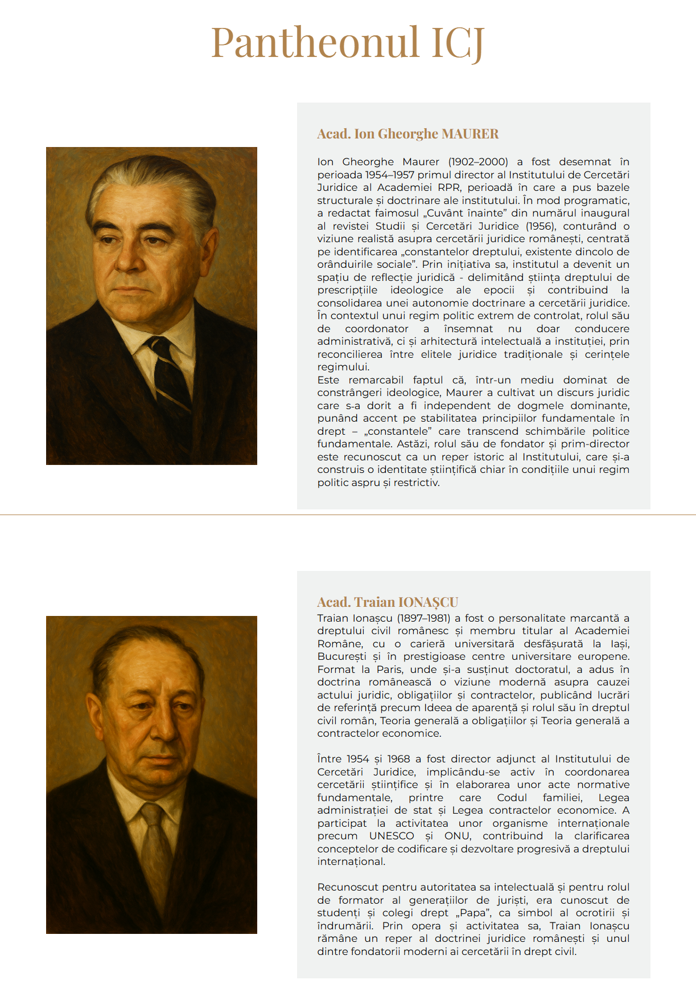 Pantheonul ICJ
Acad. Ion Gheorghe MAURER
Ion Gheorghe Maurer (1902–2000) a fost desemnat în
perioada 1954–1957 primul director al Institutului de Cercetări
Juridice al Academiei RPR, perioadă în care a pus bazele
structurale și doctrinare ale institutului. În mod programatic,
a redactat faimosul „Cuvânt înainte” din numărul inaugural
al revistei Studii și Cercetări Juridice (1956), conturând o
viziune realistă asupra cercetării juridice românești, centrată
pe identificarea „constantelor dreptului, existente dincolo de
orânduirile sociale”. Prin inițiativa sa, institutul a devenit un
spațiu de reflecție juridică - delimitând știința dreptului de
prescripțiile ideologice ale epocii și contribuind la
consolidarea unei autonomie doctrinare a cercetării juridice.
În contextul unui regim politic extrem de controlat, rolul său
de coordonator a însemnat nu doar conducere
administrativă, ci și arhitectură intelectuală a instituției, prin
reconcilierea între elitele juridice tradiționale și cerințele
regimului.
Este remarcabil faptul că, într-un mediu dominat de
constrângeri ideologice, Maurer a cultivat un discurs juridic
care s-a dorit a fi independent de dogmele dominante,
punând accent pe stabilitatea principiilor fundamentale în
drept – „constantele” care transcend schimbările politice
fundamentale. Astăzi, rolul său de fondator și prim-director
este recunoscut ca un reper istoric al Institutului, care și-a
construis o identitate științifică chiar în condițiile unui regim
politic aspru și restrictiv.
Acad. Traian IONAȘCU
Traian Ionașcu (1897–1981) a fost o personalitate marcantă a
dreptului civil românesc și membru titular al Academiei
Române, cu o carieră universitară desfășurată la Iași,
București și în prestigioase centre universitare europene.
Format la Paris, unde și-a susținut doctoratul, a adus în
doctrina românească o viziune modernă asupra cauzei
actului juridic, obligațiilor și contractelor, publicând lucrări
de referință precum Ideea de aparență și rolul său în dreptul
civil român, Teoria generală a obligațiilor și Teoria generală a
contractelor economice.
Între 1954 și 1968 a fost director adjunct al Institutului de
Cercetări Juridice, implicându-se activ în coordonarea
cercetării științifice și în elaborarea unor acte normative
fundamentale, printre care Codul familiei, Legea
administrației de stat și Legea contractelor economice. A
participat la activitatea unor organisme internaționale
precum UNESCO și ONU, contribuind la clarificarea
conceptelor de codificare și dezvoltare progresivă a dreptului
internațional.
Recunoscut pentru autoritatea sa intelectuală și pentru rolul
de formator al generațiilor de juriști, era cunoscut de
studenți și colegi drept „Papa”, ca simbol al ocrotirii și
îndrumării. Prin opera și activitatea sa, Traian Ionașcu
rămâne un reper al doctrinei juridice românești și unul
dintre fondatorii moderni ai cercetării în drept civil.